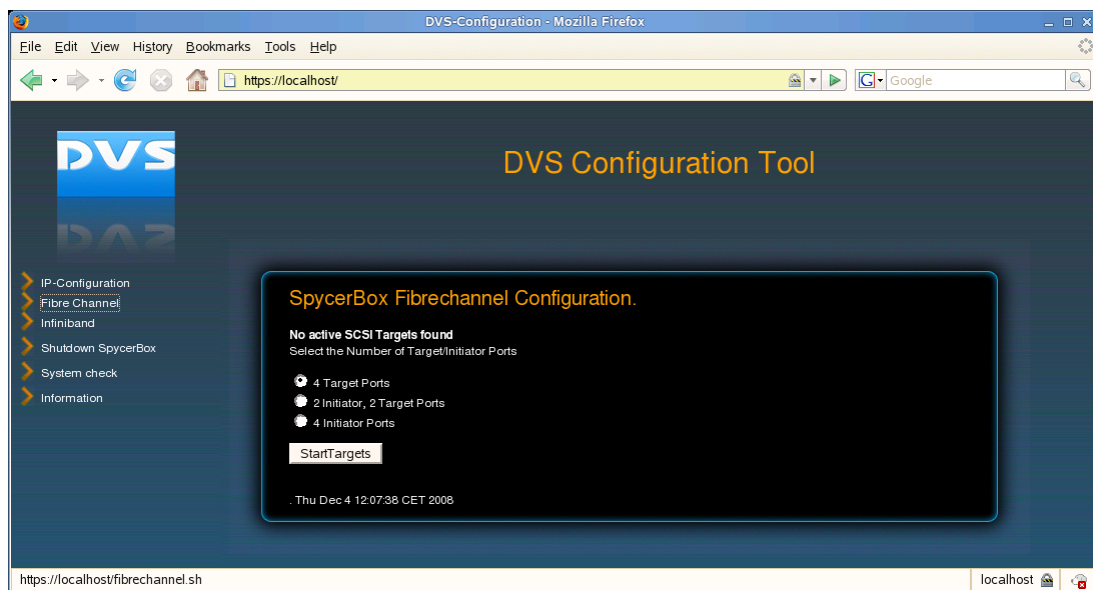 DVS-Configuration - Mozilla Firefox
File Edit View History Bookmarks Tools Help
https://localhost/
G Google
DVS
DVS Configuration Tool
IP-Configuration
Fibre Channel
Infiniband
Shutdown SpycerBox
System check
Information
SpycerBox Fibrechannel Configuration.
No active SCSI Targets found
Select the Number of Target/Initiator Ports
4 Target Ports
2 Initiator, 2 Target Ports
4 Initiator Ports
StartTargets
. Thu Dec 4 12:07:38 CET 2008
https://localhost/fibrechannel.sh
localhost